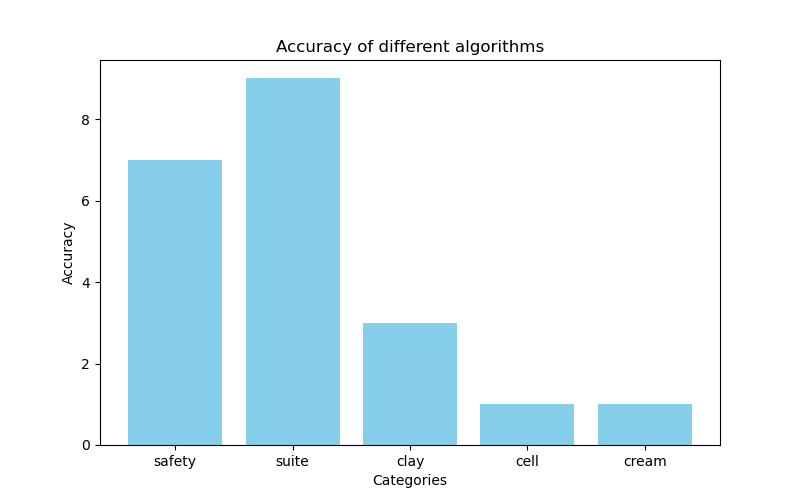 Accuracy of different algorithms
Accuracy
8
6
4
2
0
safety suite clay cell cream
Categories